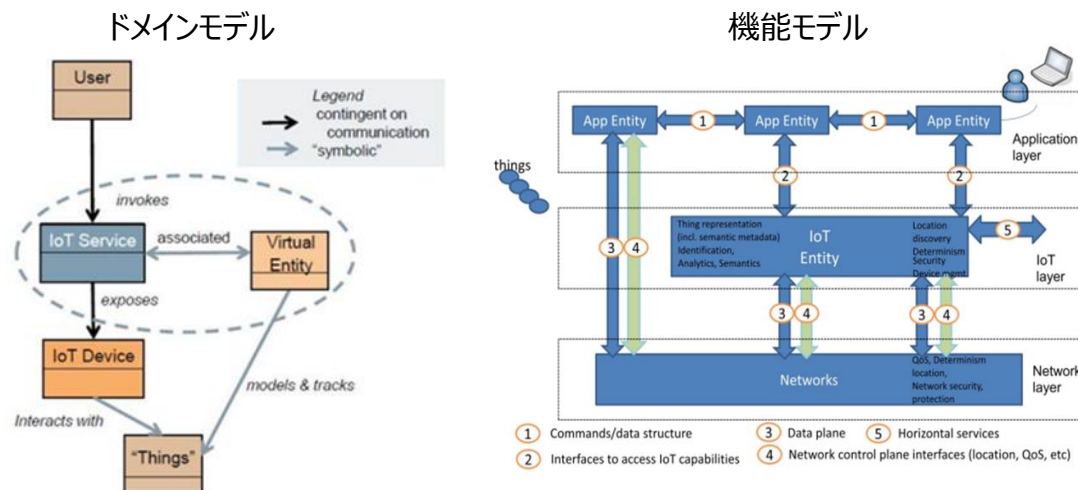 ドメインモデル
User
Legend
contingent on
communication
"symbolic"
invokes
IoT Service
associated
Virtual
Entity
exposes
IoT Device
models & tracks
Interacts with
"Things"
機能モデル
App Entity
1
App Entity
1
App Entity
Application
layer
things
2
2
Thing representation
(incl. semantic metadata)
Identification,
Analytics, Semantics
IoT
Entity
Location
discovery
Determinism
Security
Device mgmt
5
IoT
layer
3
4
3
4
3
4
Networks
QoS, Determinism
location,
Network security,
protection
Network
layer
1 Commands/data structure
3 Data plane
5 Horizontal services
2 Interfaces to access IoT capabilities
4 Network control plane interfaces (location, QoS, etc)